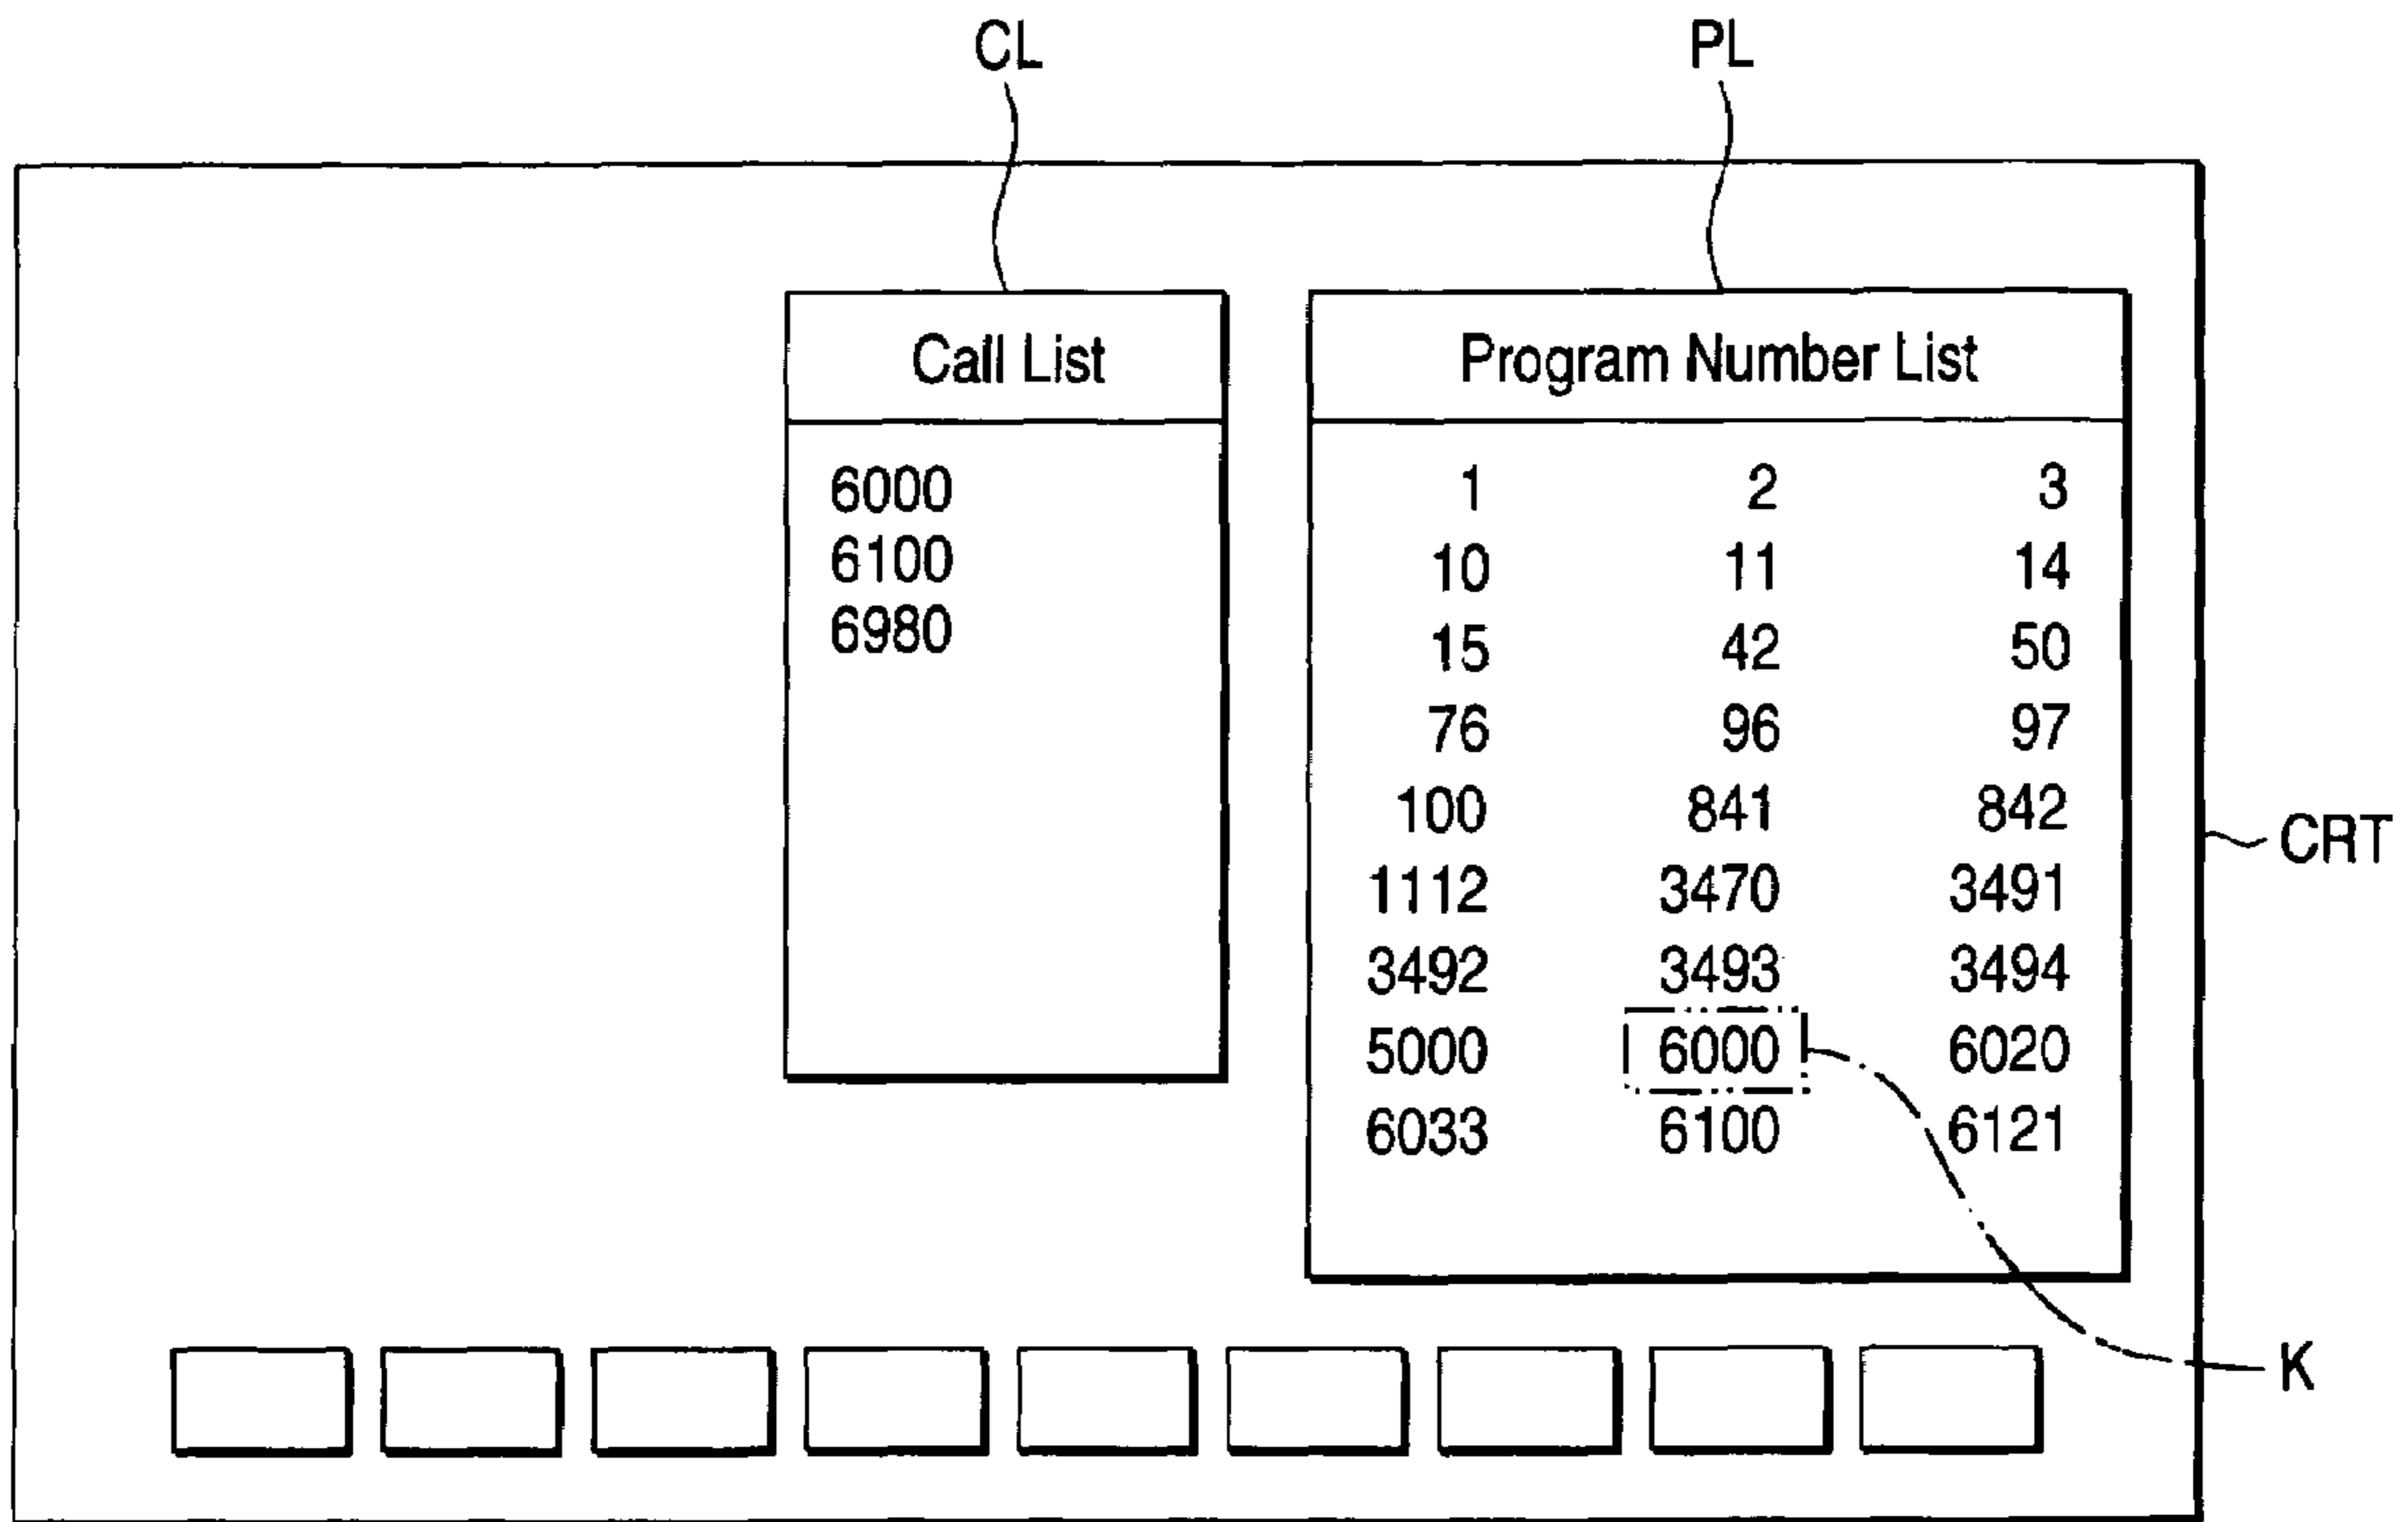 CL
PL
Call List
6000
6100
6980
Program Number List
1 2 3
10 11 14
15 42 50
76 96 97
100 841 842
1112 3470 3491
3492 3493 3494
5000 6000 6020
6033 6100 6121
CRT
K